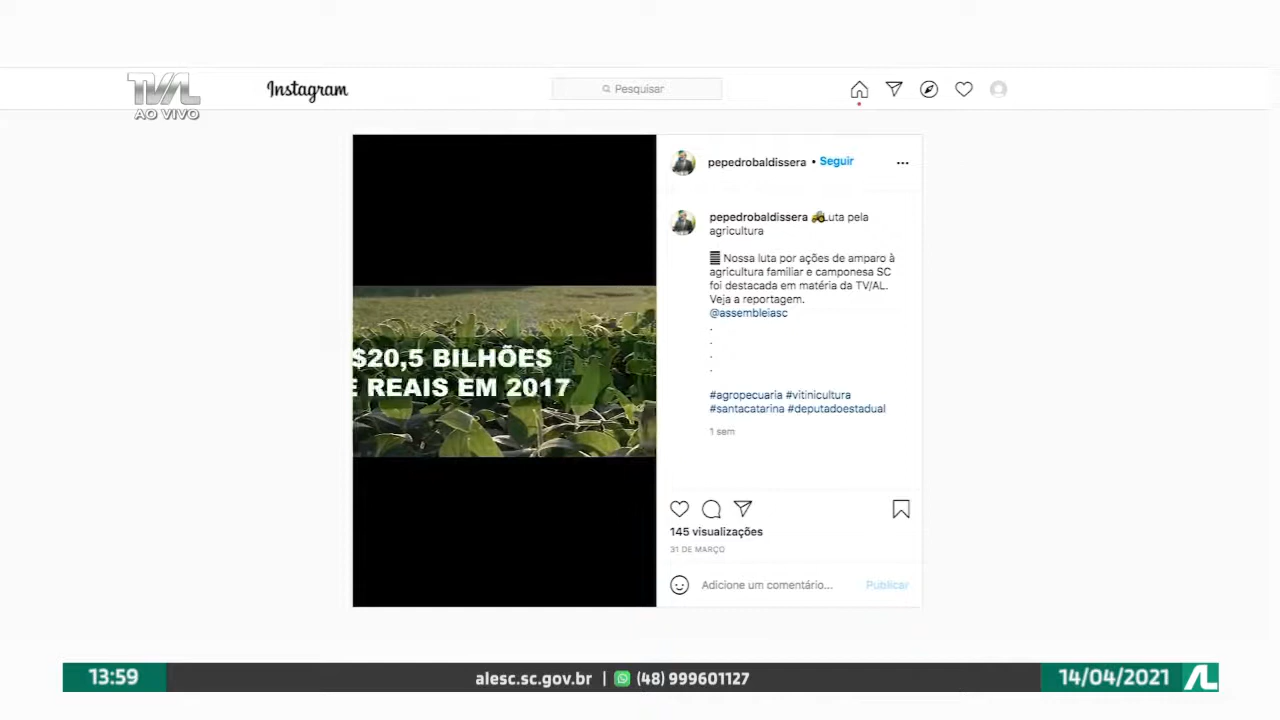 TVAL
AO VIVO
Instagram
Pesquisar
pepedrobaldissera • Seguir
pepedrobaldissera Luta pela
agricultura
Nossa luta por ações de amparo à
agricultura familiar e camponesa SC
foi destacada em matéria da TV/AL.
Veja a reportagem.
@assembleiasc
.
.
.
.
#agropecuaria #vitinicultura
#santacatarina #deputadoestadual
1 sem
$20,5 BILHÕES
E REAIS EM 2017
145 visualizações
31 DE MARÇO
Adicione um comentário... Publicar
13:59 alesc.sc.gov.br | (48) 999601127 14/04/2021